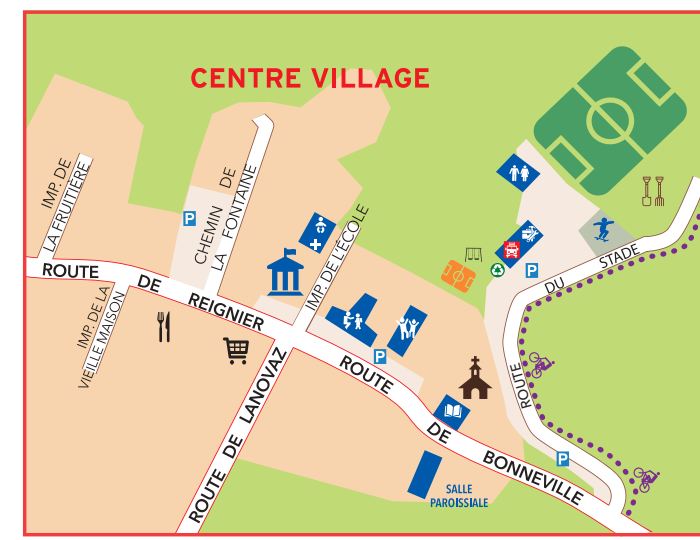 CENTRE VILLAGE
IMP. DE
LA FRUITIÈRE
CHEMIN DE
LA FONTAINE
P
IMP. DE L'ÉCOLE
ROUTE DE REIGNIER
IMP. DE LA
VIEILLE MAISON
ROUTE DE LANOVAZ
P
ROUTE DE BONNEVILLE
P
ROUTE DU STADE
P
SALLE
PAROISSIALE